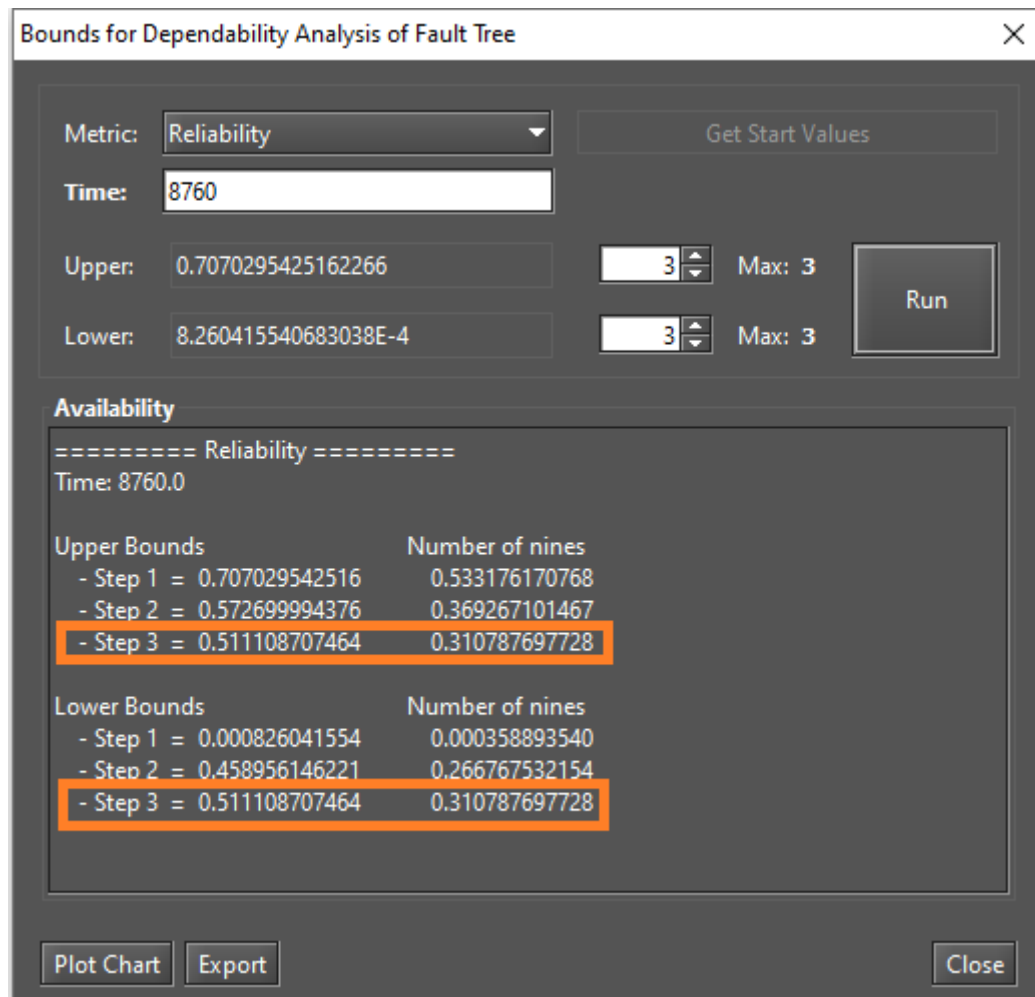 Bounds for Dependability Analysis of Fault Tree
Metric: Reliability Get Start Values
Time: 8760
Upper: 0.7070295425162266 3 Max: 3
Run
Lower: 8.260415540683038E-4 3 Max: 3
Availability
========= Reliability =========
Time: 8760.0
Upper Bounds Number of nines
- Step 1 = 0.707029542516 0.533176170768
- Step 2 = 0.572699994376 0.369267101467
- Step 3 = 0.511108707464 0.310787697728
Lower Bounds Number of nines
- Step 1 = 0.000826041554 0.000358893540
- Step 2 = 0.458956146221 0.266767532154
- Step 3 = 0.511108707464 0.310787697728
Plot Chart Export Close